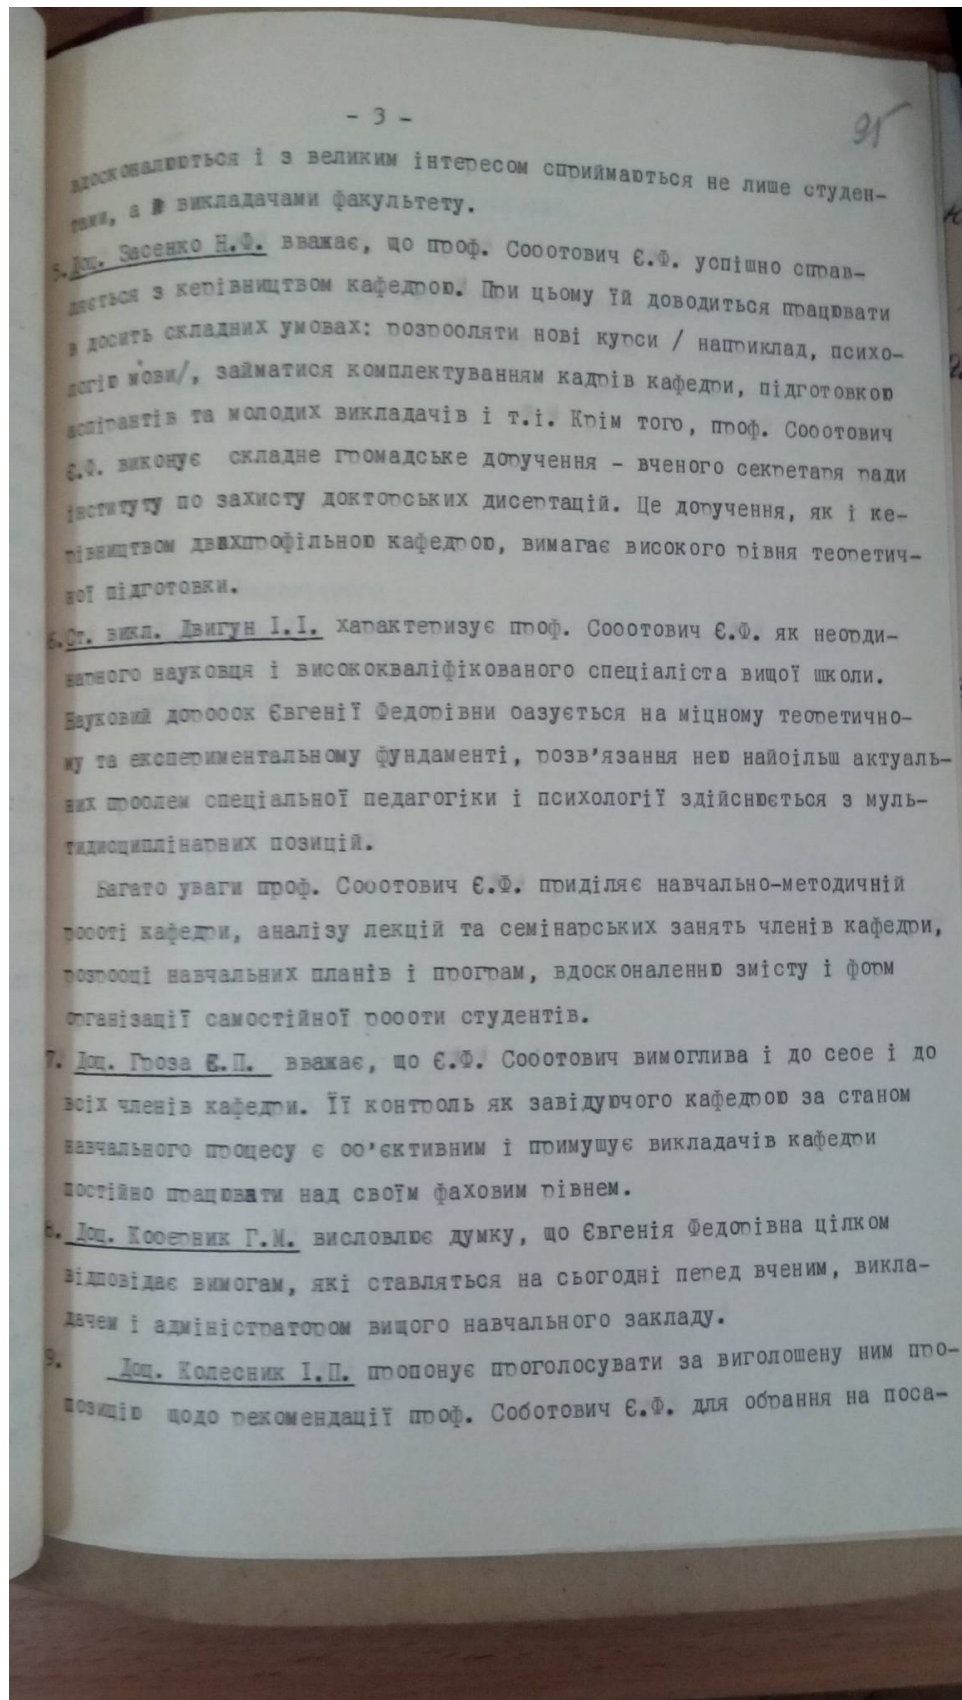 - 3 -
95
вдосконалюються і з великим інтересом сприймаються не лише студен-
тами, а й викладачами факультету.
5. Доц. Засенко Н.Ф. вважає, що проф. Соботович Є.Ф. успішно справ-
ляється з керівництвом кафедрою. При цьому їй доводиться працювати
в досить складних умовах: розробляти нові курси / наприклад, психо-
логію мови/, займатися комплектуванням кадрів кафедри, підготовкою
аспірантів та молодих викладачів і т.і. Крім того, проф. Соботович
Є.Ф. виконує складне громадське доручення - вченого секретаря ради
інституту по захисту докторських дисертацій. Це доручення, як і ке-
рівництвом двахпрофільною кафедрою, вимагає високого рівня теоретич-
ної підготовки.
6. Ст. викл. Двигун І.І. характеризує проф. Соботович Є.Ф. як неорди-
нарного науковця і висококваліфікованого спеціаліста вищої школи.
Науковий доробок Євгенії Федорівни базується на міцному теоретично-
му та експериментальному фундаменті, розв'язання нею найбільш актуаль-
них проблем спеціальної педагогіки і психології здійснюється з муль-
тидисциплінарних позицій.
Багато уваги проф. Соботович Є.Ф. приділяє навчально-методичній
роботі кафедри, аналізу лекцій та семінарських занять членів кафедри,
розробці навчальних планів і програм, вдосконаленню змісту і форм
організації самостійної роботи студентів.
7. Доц. Гроза Є.П. вважає, що Є.Ф. Соботович вимоглива і до себе і до
всіх членів кафедри. Її контроль як завідуючого кафедрою за станом
навчального процесу є об'єктивним і примушує викладачів кафедри
постійно працювати над своїм фаховим рівнем.
8. Доц. Коберник Г.М. висловлює думку, що Євгенія Федорівна цілком
відповідає вимогам, які ставляться на сьогодні перед вченим, викла-
дачем і адміністратором вищого навчального закладу.
9. Доц. Колесник І.П. пропонує проголосувати за виголошену ним про-
позицію щодо рекомендації проф. Соботович Є.Ф. для обрання на поса-